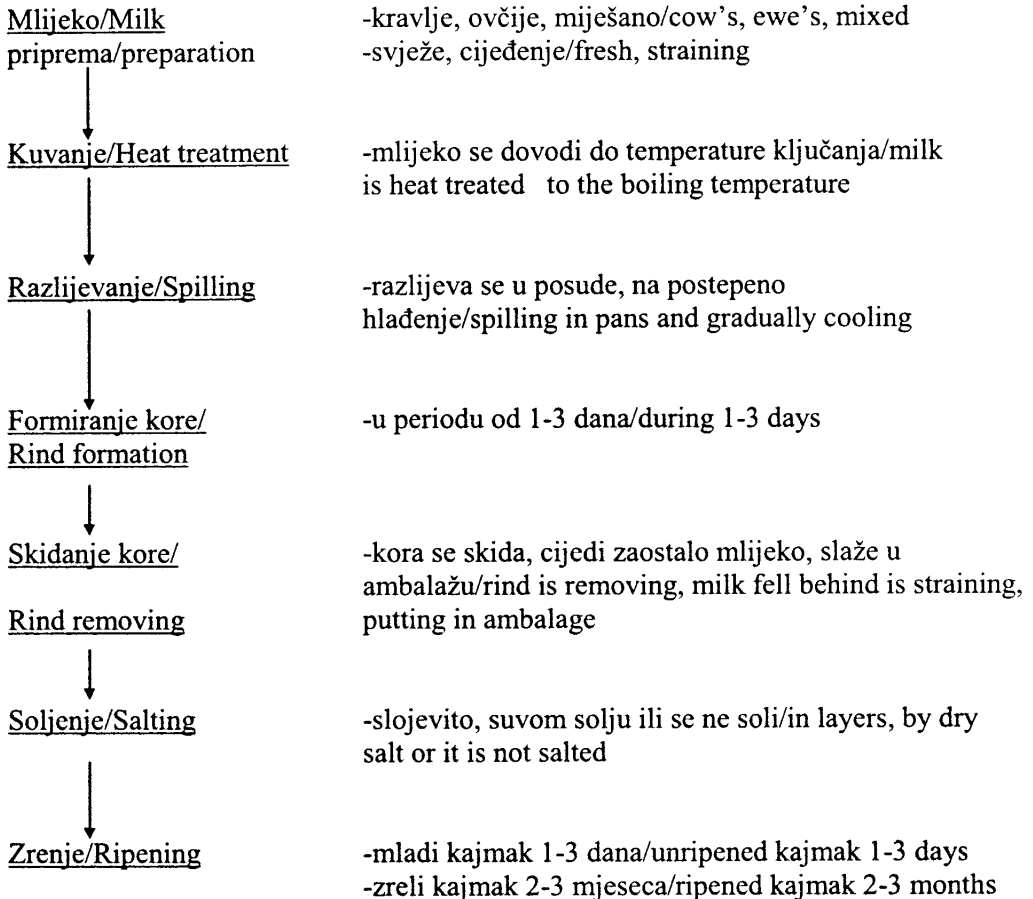 Mlijeko/Milk -kravlje, ovčije, miješano/cow's, ewe's, mixed
priprema/preparation -svježe, cijeđenje/fresh, straining
Kuvanje/Heat treatment -mlijeko se dovodi do temperature ključanja/milk
is heat treated to the boiling temperature
Razlijevanje/Spilling -razlijeva se u posude, na postepeno
hlađenje/spilling in pans and gradually cooling
Formiranje kore/ -u periodu od 1-3 dana/during 1-3 days
Rind formation
Skidanje kore/ -kora se skida, cijedi zaostalo mlijeko, slaže u
ambalažu/rind is removing, milk fell behind is straining,
Rind removing putting in ambalage
Soljenje/Salting -slojevito, suvom solju ili se ne soli/in layers, by dry
salt or it is not salted
Zrenje/Ripening -mladi kajmak 1-3 dana/unripened kajmak 1-3 days
-zreli kajmak 2-3 mjeseca/ripened kajmak 2-3 months